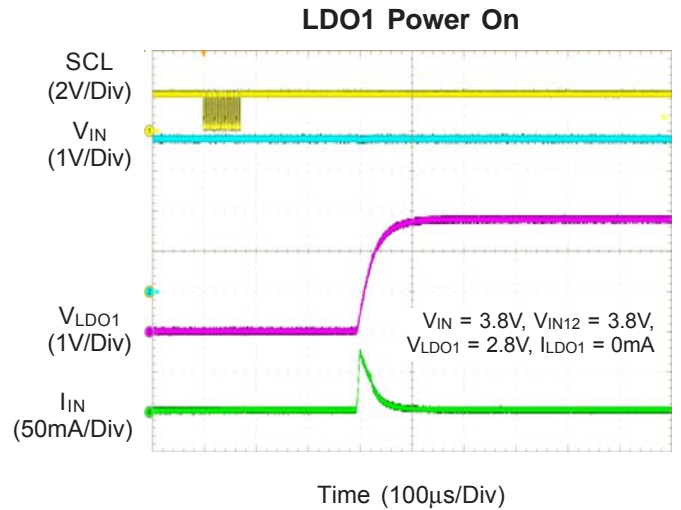 LDO1 Power On
SCL
(2V/Div)
VIN
(1V/Div)
VLDO1
(1V/Div)
VIN = 3.8V, VIN12 = 3.8V,
VLDO1 = 2.8V, ILDO1 = 0mA
IIN
(50mA/Div)
Time (100μs/Div)